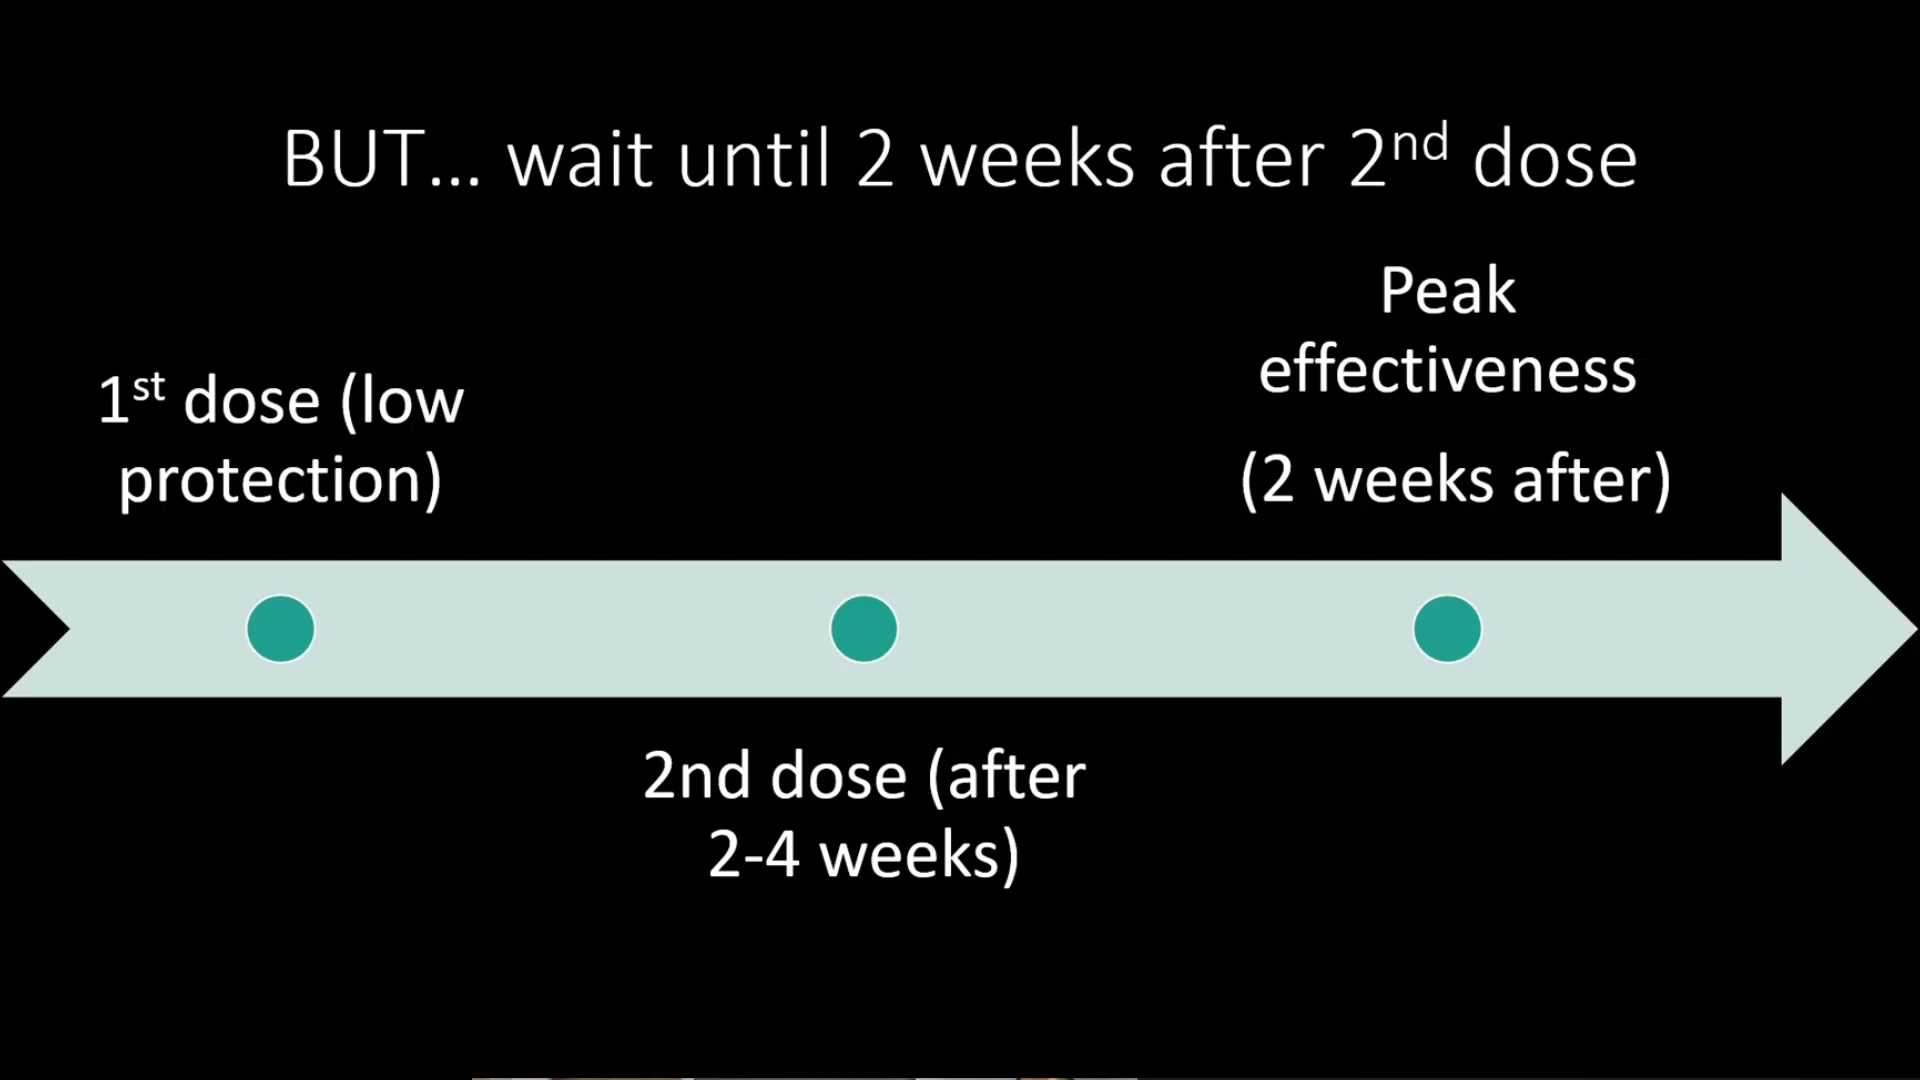 BUT... wait until 2 weeks after 2nd dose
1st dose (low
protection)
Peak
effectiveness
(2 weeks after)
2nd dose (after
2-4 weeks)